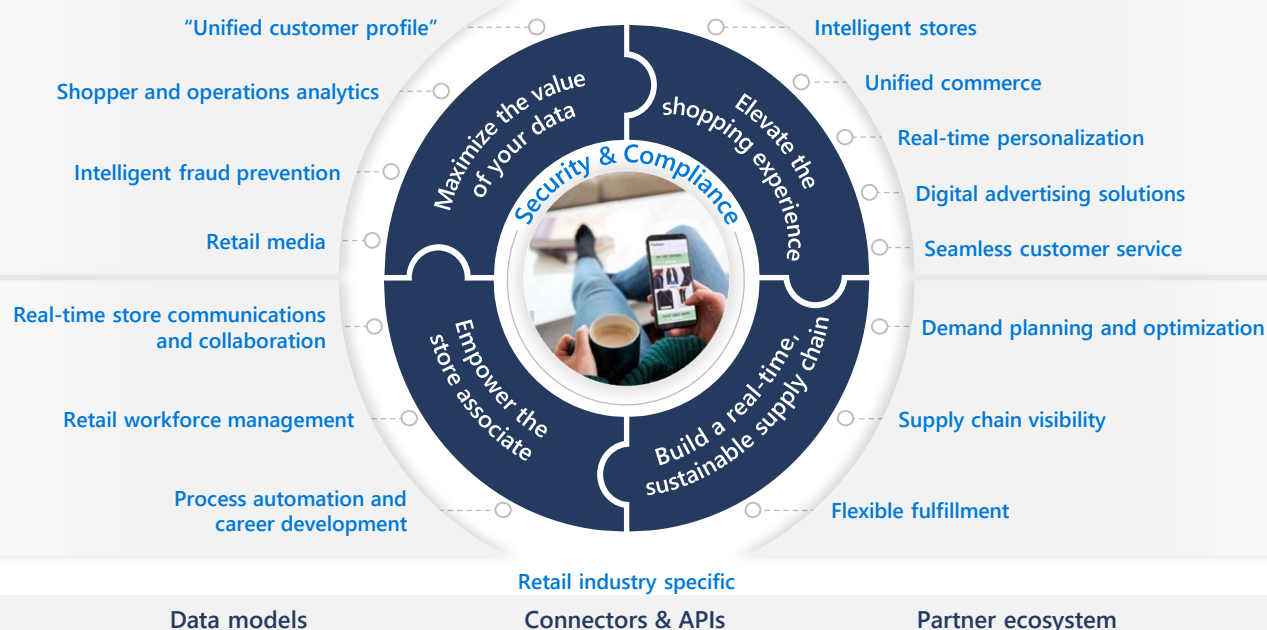 “Unified customer profile”
Shopper and operations analytics
Intelligent fraud prevention
Retail media
Maximize the value
of your data
Elevate the
shopping experience
Intelligent stores
Unified commerce
Real-time personalization
Digital advertising solutions
Seamless customer service
Security & Compliance
Real-time store communications
and collaboration
Retail workforce management
Process automation and
career development
Empower the
store associate
Build a real-time,
sustainable supply chain
Demand planning and optimization
Supply chain visibility
Flexible fulfillment
Retail industry specific
Data models
Connectors & APIs
Partner ecosystem